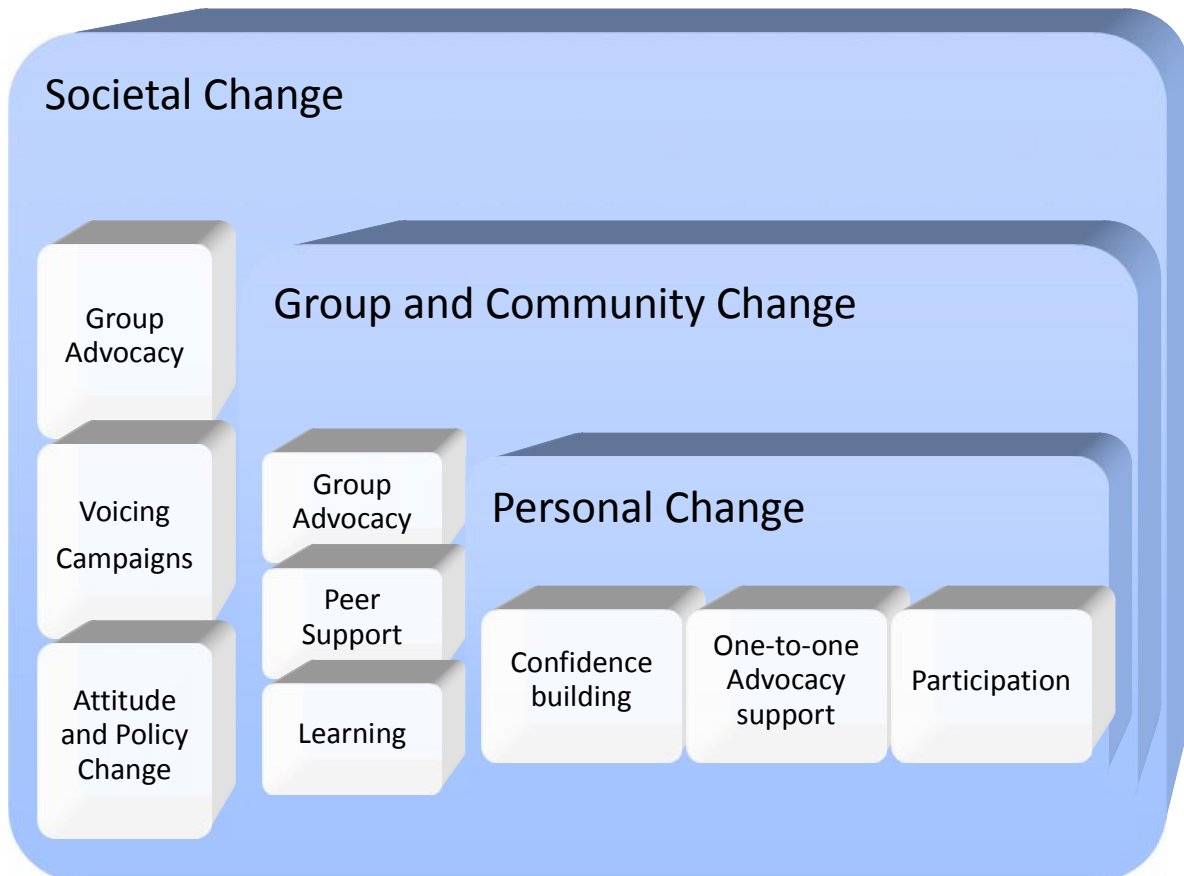 Societal Change
Group
Advocacy
Voicing
Campaigns
Attitude
and Policy
Change
Group and Community Change
Group
Advocacy
Peer
Support
Learning
Personal Change
Confidence
building
One-to-one
Advocacy
support
Participation